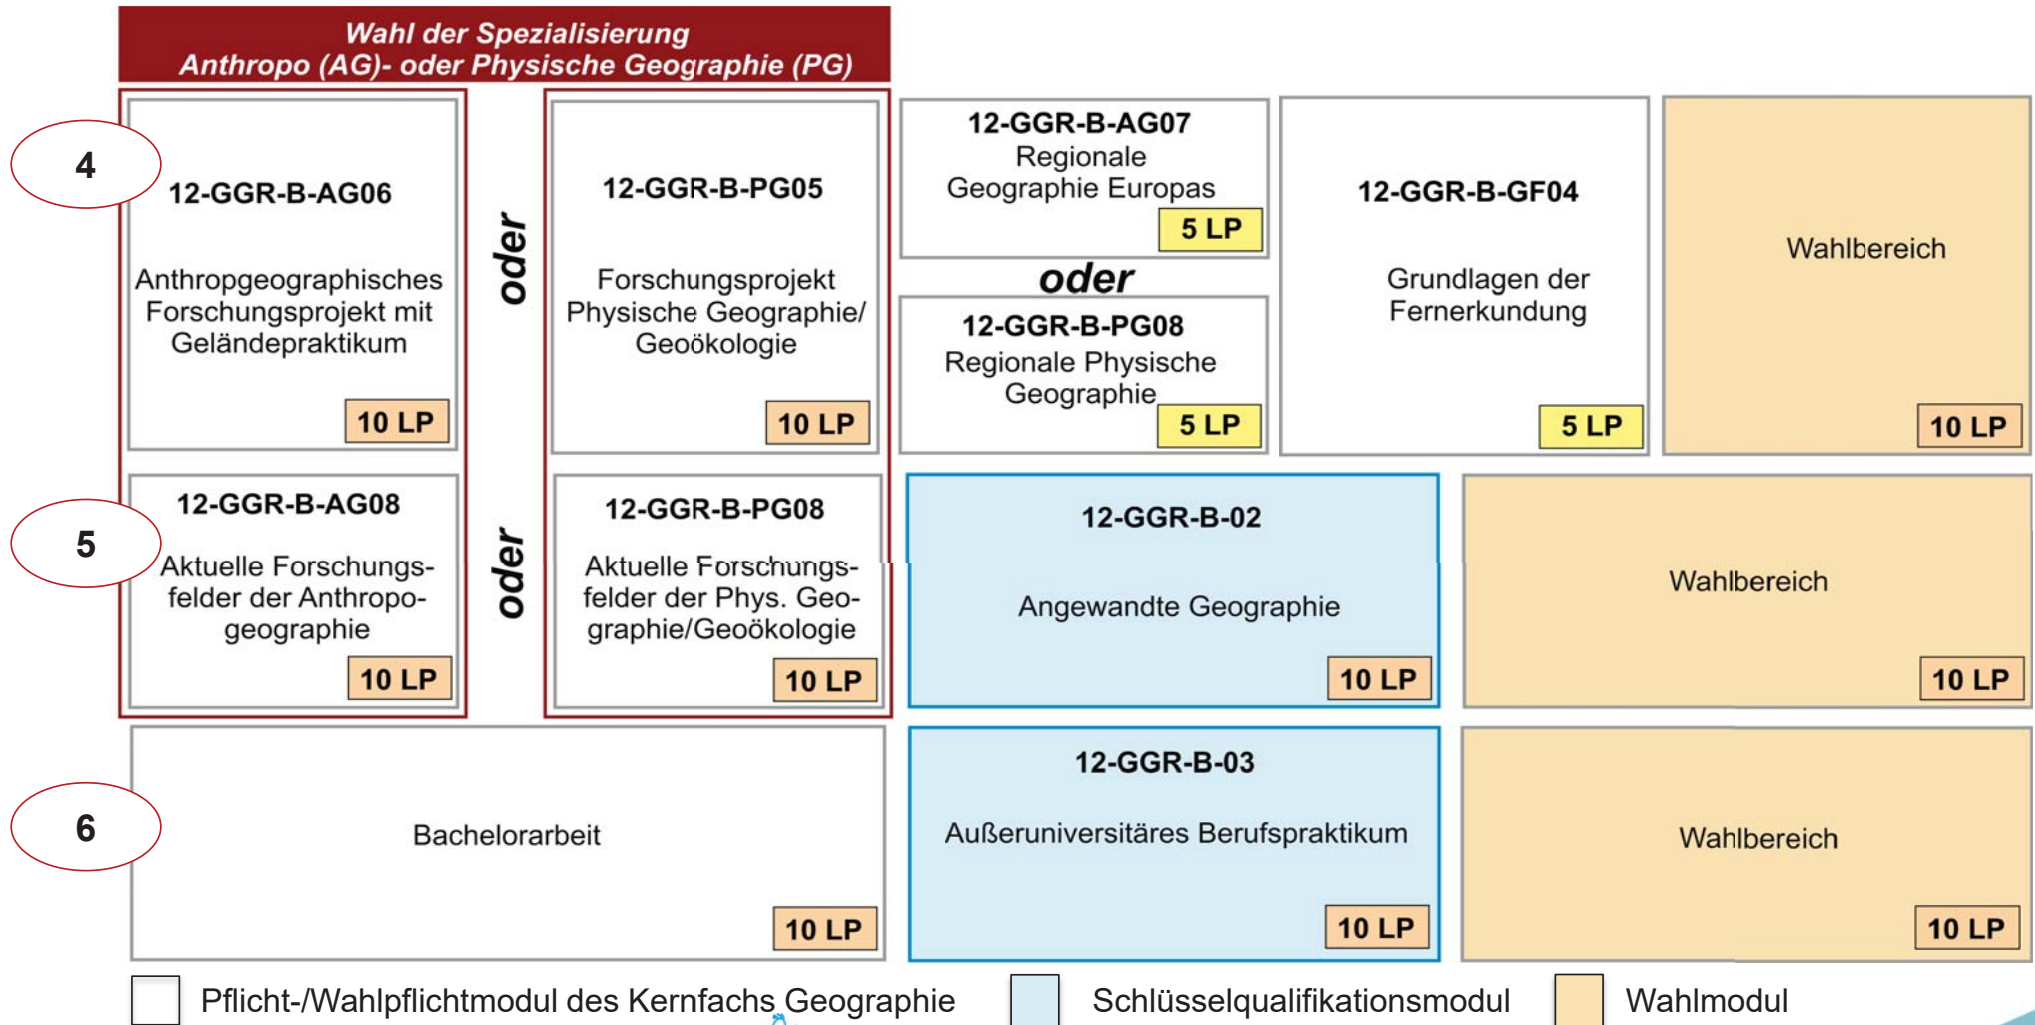 Wahl der Spezialisierung
Anthropo (AG)- oder Physische Geographie (PG)
4
12-GGR-B-AG06
Anthropgeographisches
Forschungsprojekt mit
Geländepraktikum
10 LP
oder
12-GGR-B-PG05
Forschungsprojekt
Physische Geographie/
Geoökologie
10 LP
12-GGR-B-AG07
Regionale
Geographie Europas
5 LP
oder
12-GGR-B-PG08
Regionale Physische
Geographie
5 LP
12-GGR-B-GF04
Grundlagen der
Fernerkundung
5 LP
Wahlbereich
10 LP
5
12-GGR-B-AG08
Aktuelle Forschungs-
felder der Anthropo-
geographie
10 LP
oder
12-GGR-B-PG08
Aktuelle Forschungs-
felder der Phys. Geo-
graphie/Geoökologie
10 LP
12-GGR-B-02
Angewandte Geographie
10 LP
Wahlbereich
10 LP
6
Bachelorarbeit
10 LP
12-GGR-B-03
Außeruniversitäres Berufspraktikum
10 LP
Wahlbereich
10 LP
Pflicht-/Wahlpflichtmodul des Kernfachs Geographie
Schlüsselqualifikationsmodul
Wahlmodul